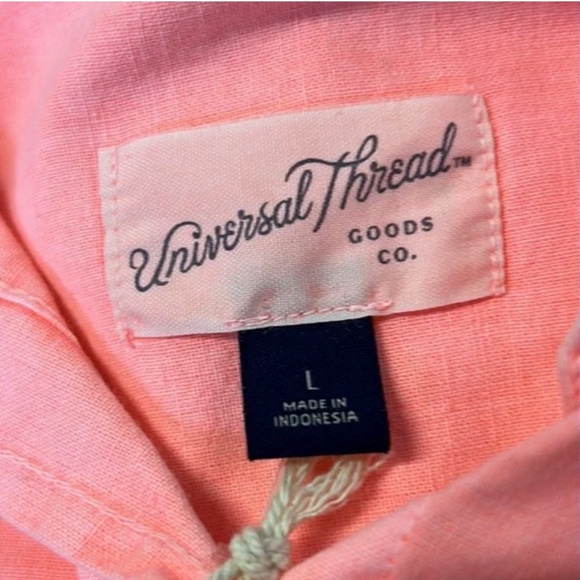 Universal Thread™
GOODS
CO.
L
MADE IN
INDONESIA